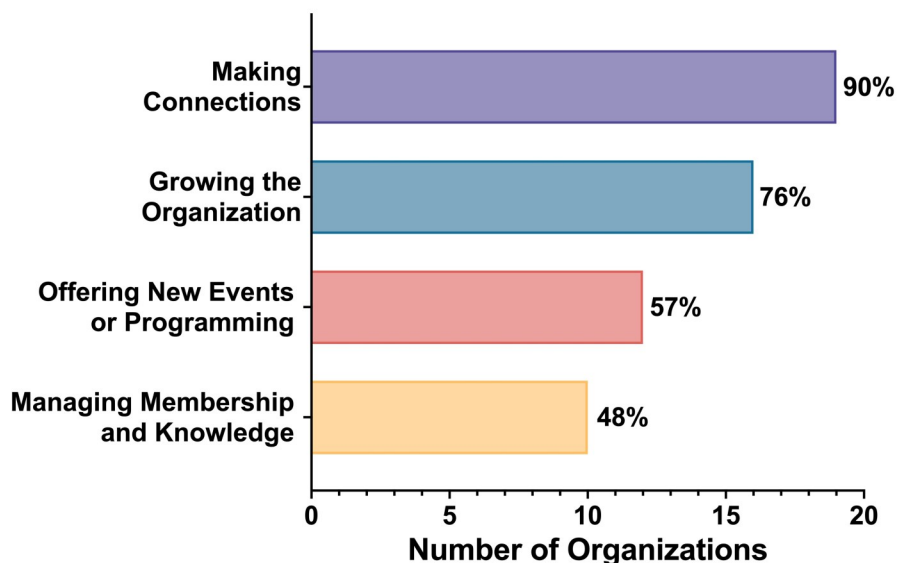 Making
Connections
90%
Growing the
Organization
76%
Offering New Events
or Programming
57%
Managing Membership
and Knowledge
48%
0 5 10 15 20
Number of Organizations